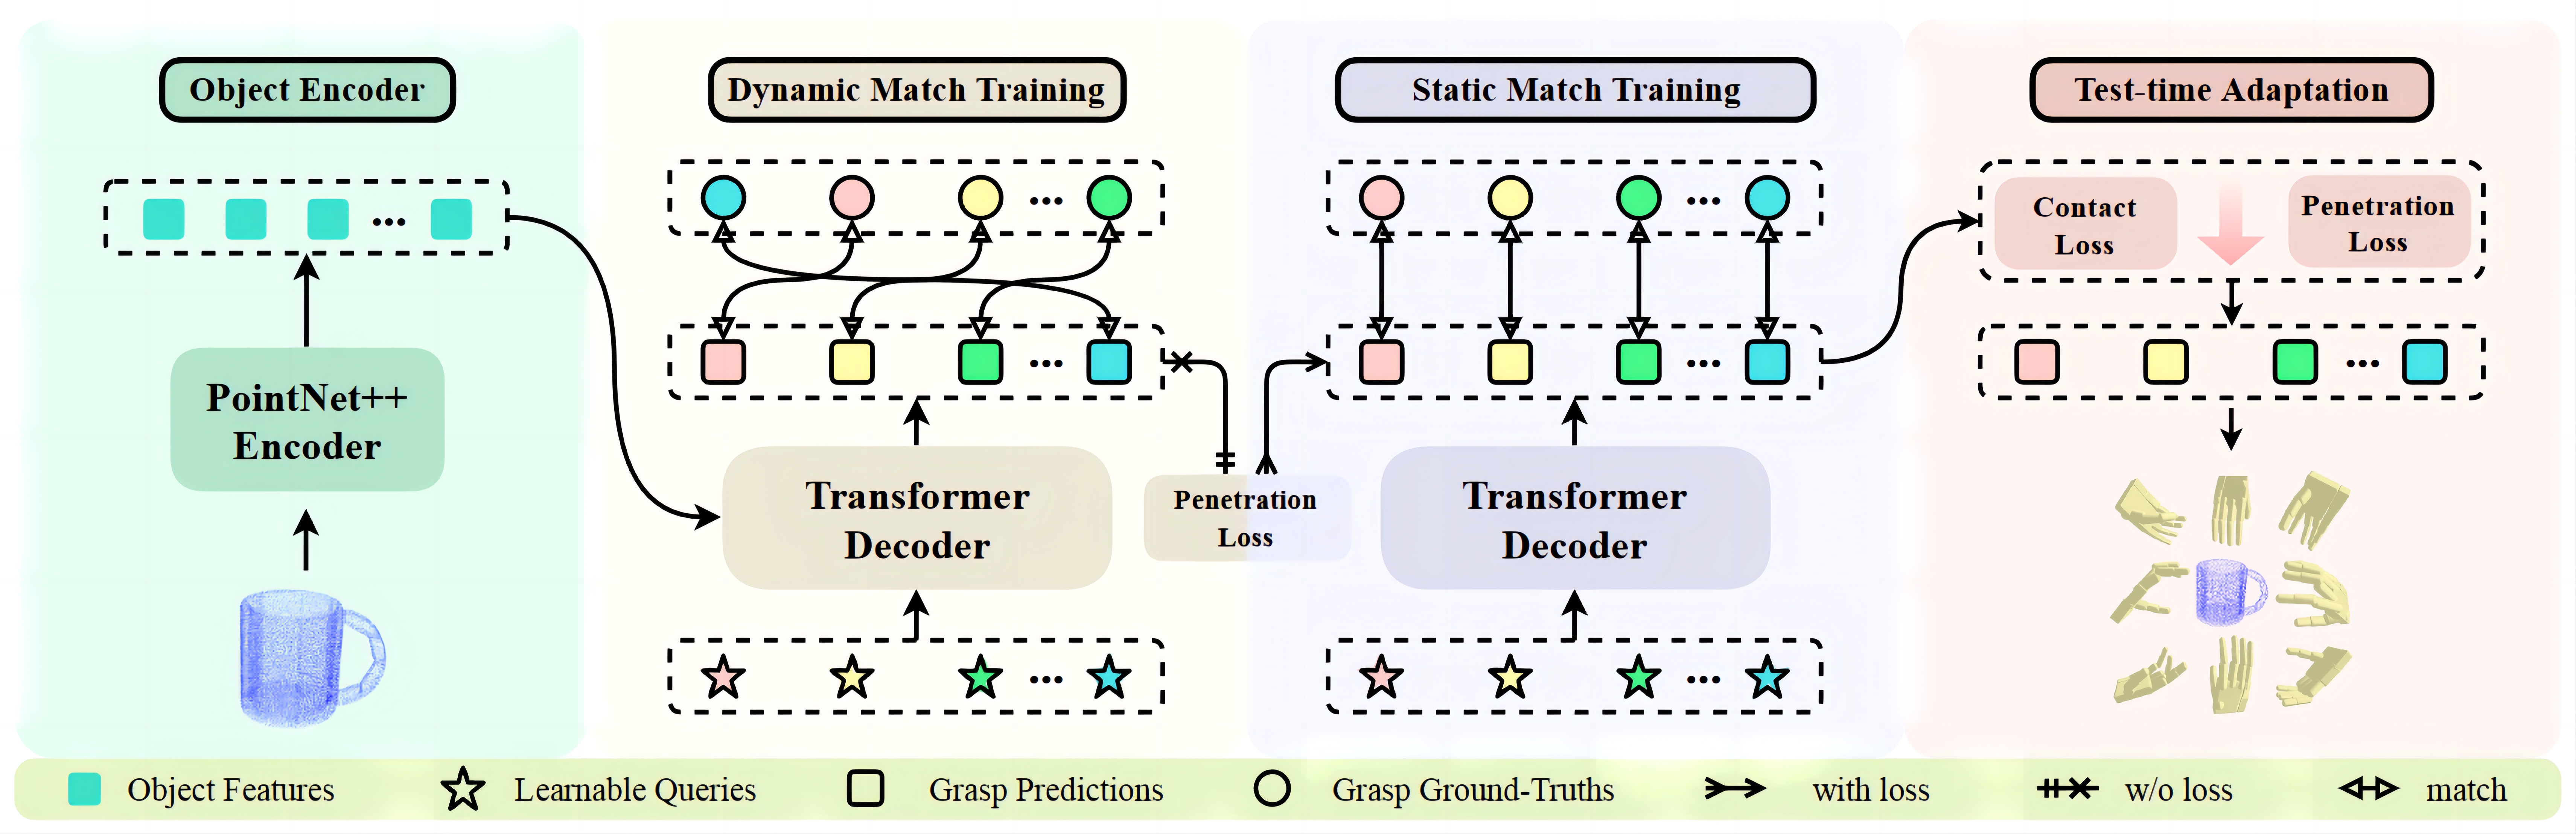 Object Encoder
PointNet++
Encoder
Dynamic Match Training
...
...
Transformer
Decoder
...
Penetration
Loss
Static Match Training
...
...
Transformer
Decoder
...
Test-time Adaptation
Contact
Loss
Penetration
Loss
...
...
Object Features
Learnable Queries
Grasp Predictions
Grasp Ground-Truths
with loss
w/o loss
match